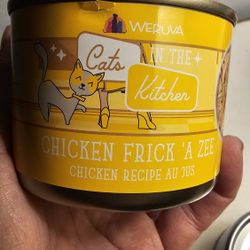 WERUVA
Cats IN THE
Kitchen
CHICKEN FRICK 'A ZEE
CHICKEN RECIPE AU JUS